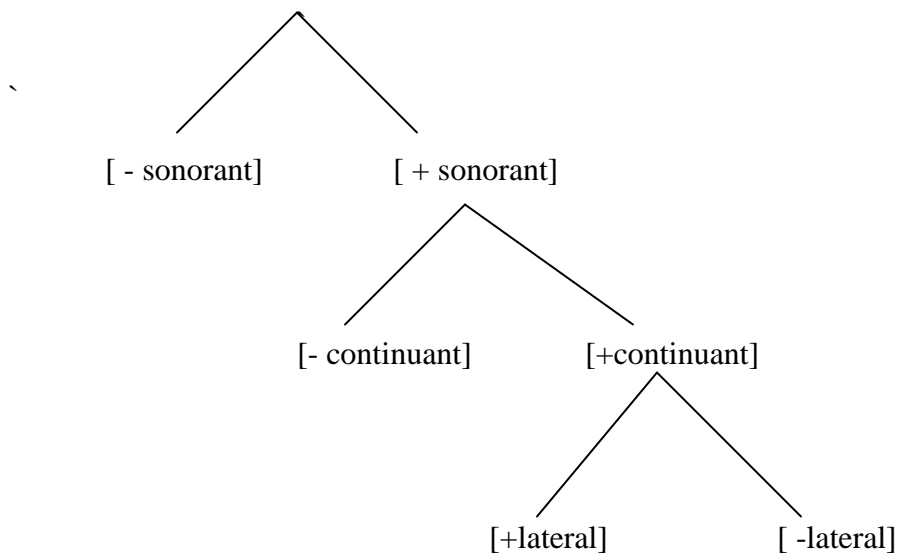 `
[ - sonorant] [ + sonorant]
[- continuant] [+continuant]
[+lateral] [ -lateral]